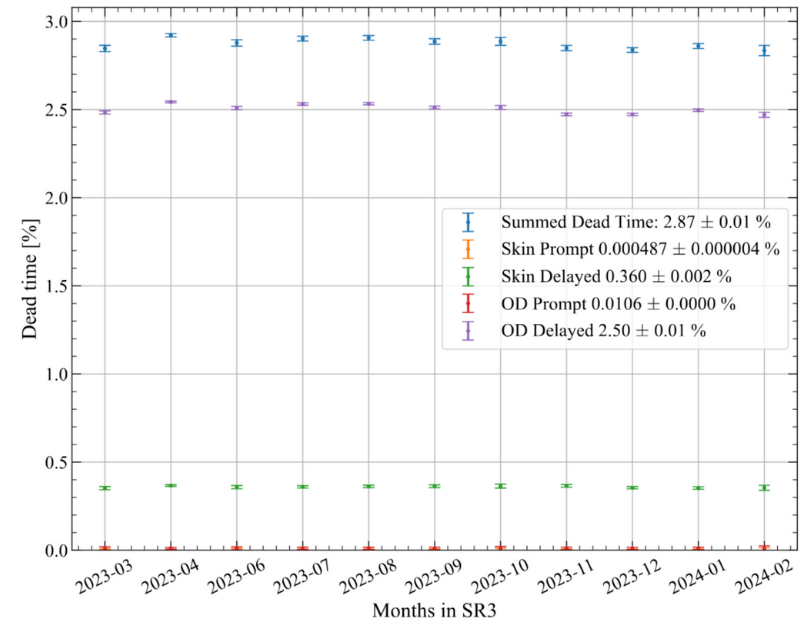 3.0
2.5
2.0
1.5
1.0
0.5
0.0
Dead time [%]
Summed Dead Time: 2.87 ± 0.01 %
Skin Prompt 0.000487 ± 0.000004 %
Skin Delayed 0.360 ± 0.002 %
OD Prompt 0.0106 ± 0.0000 %
OD Delayed 2.50 ± 0.01 %
2023-03 2023-04 2023-06 2023-07 2023-08 2023-09 2023-10 2023-11 2023-12 2024-01 2024-02
Months in SR3